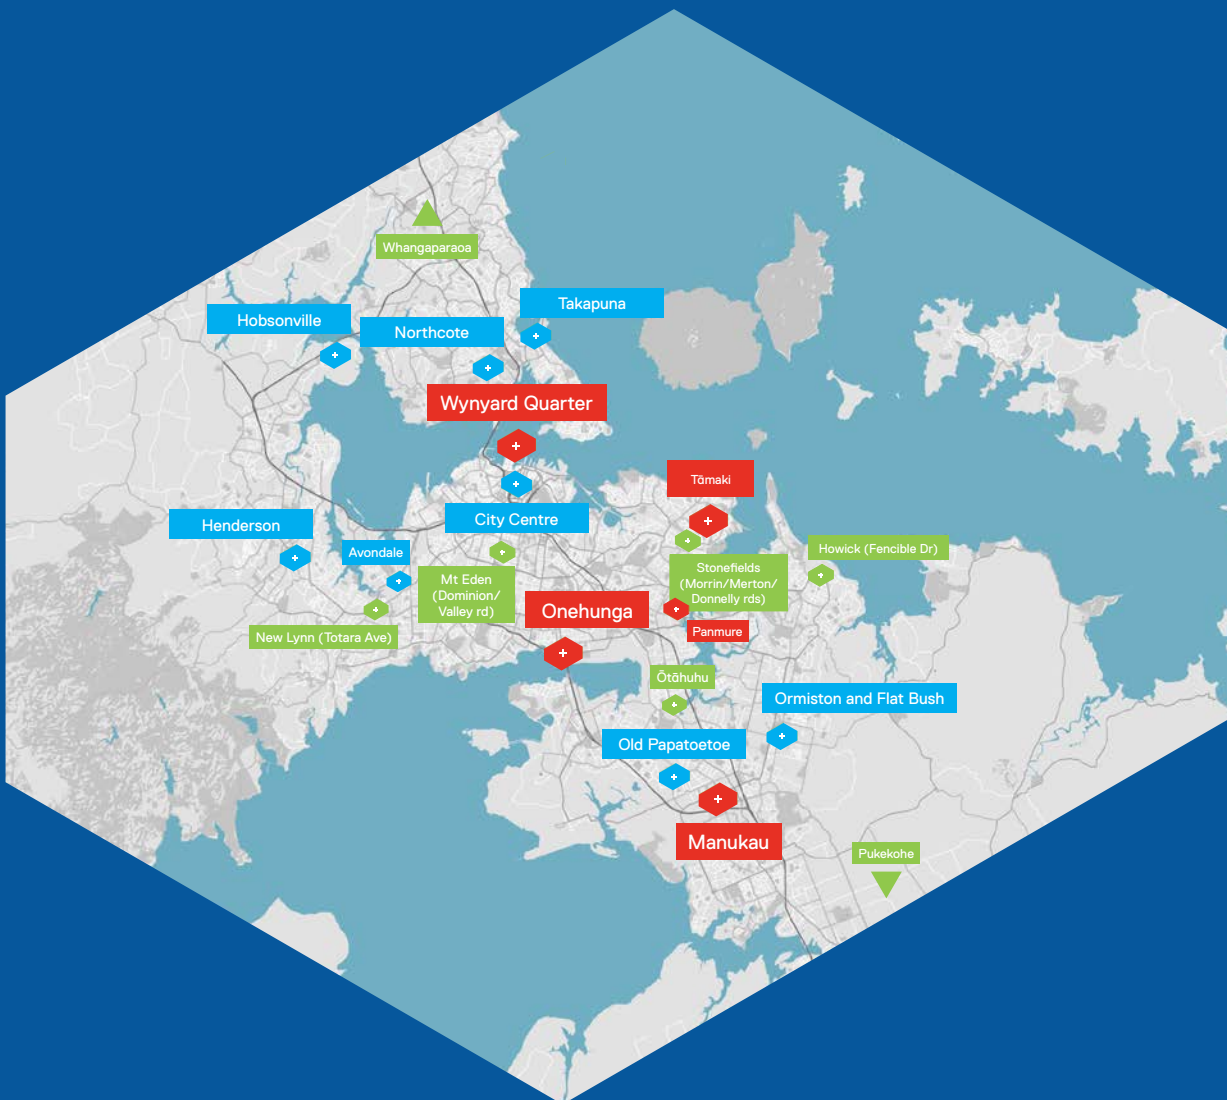 Whangaparaoa
Takapuna
Hobsonville
Northcote
Wynyard Quarter
Tāmaki
City Centre
Henderson
Avondale
Howick (Fencible Dr)
Mt Eden
(Dominion/
Valley rd)
Stonefields
(Morrin/Merton/
Donnelly rds)
Onehunga
Panmure
New Lynn (Totara Ave)
Ōtāhuhu
Ormiston and Flat Bush
Old Papatoetoe
Manukau
Pukekohe